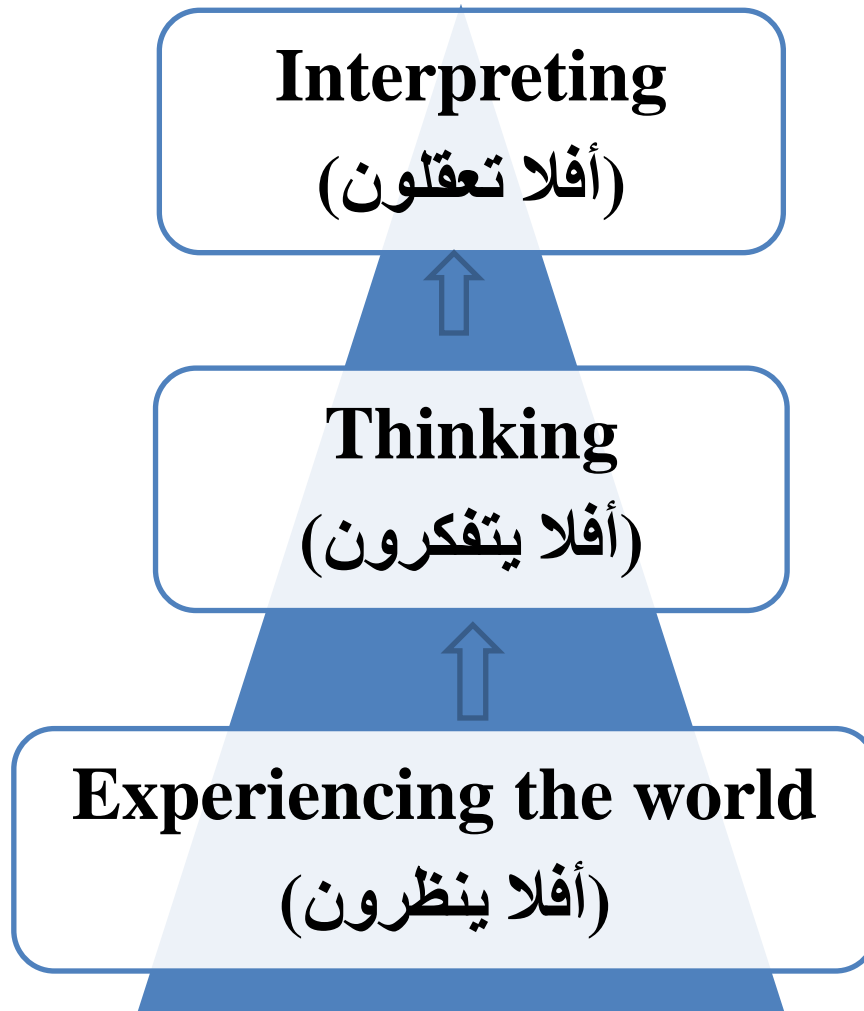 Interpreting
(أفلا تعقلون)
Thinking
(أفلا يتفكرون)
Experiencing the world
(أفلا ينظرون)